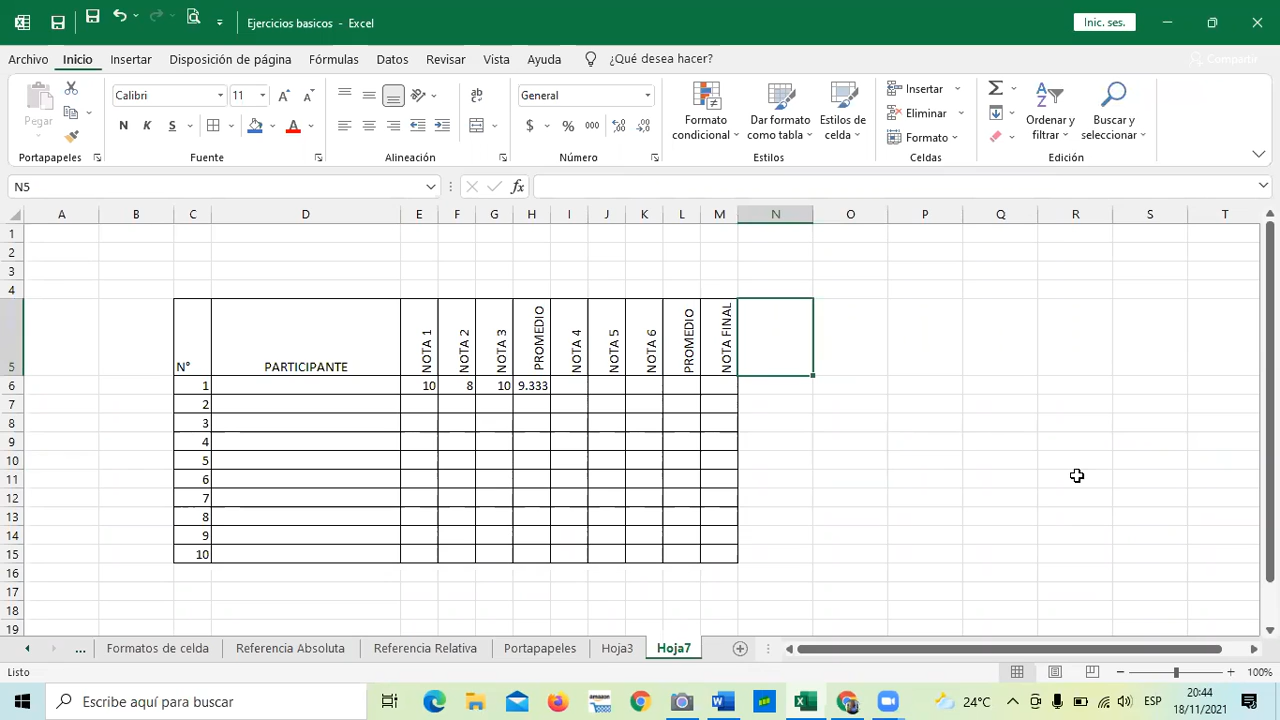 Ejercicios basicos - Excel
Inic. ses.
Archivo Inicio Insertar Disposición de página Fórmulas Datos Revisar Vista Ayuda ¿Qué desea hacer? Compartir
Pegar
Calibri 11
N K S A
ab
General
$ % 000
Formato condicional
Dar formato como tabla
Estilos de celda
Insertar
Eliminar
Formato
Ordenar y filtrar
Buscar y seleccionar
Portapapeles Fuente Alineación Número Estilos Celdas Edición
N5 fx
A B C D E F G H I J K L M N O P Q R S T
1
2
3
4
5 N° PARTICIPANTE NOTA 1 NOTA 2 NOTA 3 PROMEDIO NOTA 4 NOTA 5 NOTA 6 PROMEDIO NOTA FINAL
6 1 10 8 10 9.333
7 2
8 3
9 4
10 5
11 6
12 7
13 8
14 9
15 10
16
17
18
19
... Formatos de celda Referencia Absoluta Referencia Relativa Portapapeles Hoja3 Hoja7
Listo 100%
Escribe aquí para buscar
amazon
24°C
ESP
20:44
18/11/2021